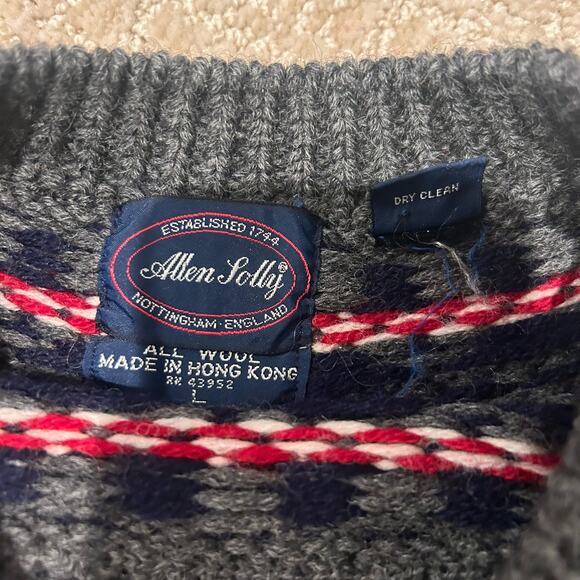 ESTABLISHED 1744
Allen Solly®
NOTTINGHAM · ENGLAND
ALL WOOL
MADE IN HONG KONG
RN 43952
L
DRY CLEAN